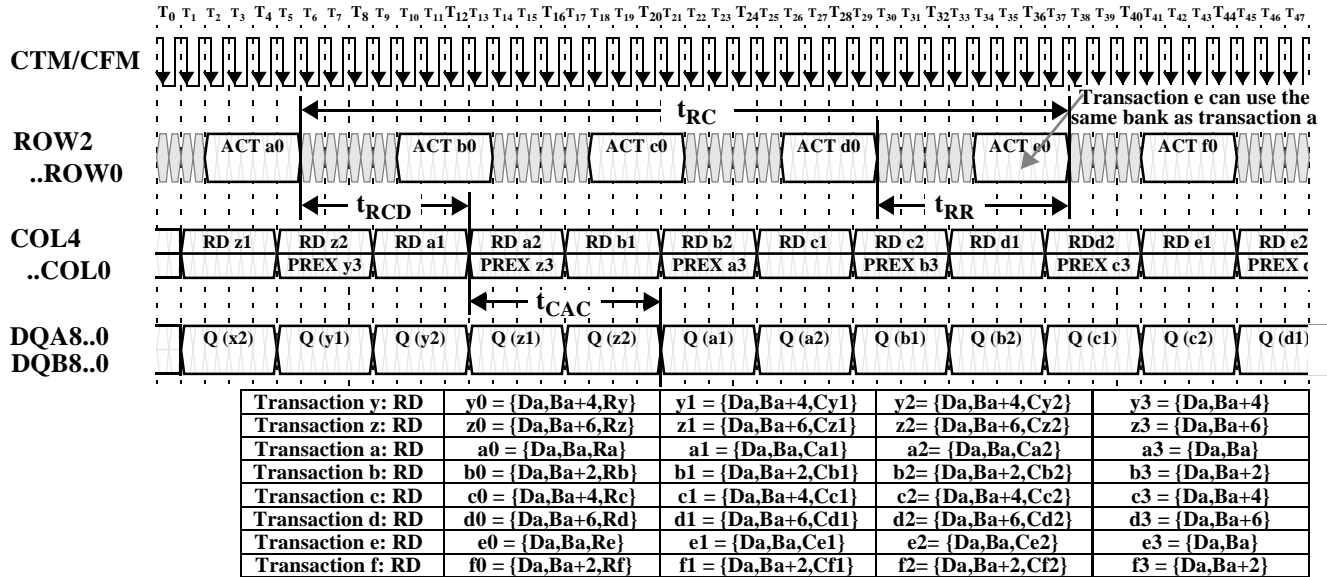 T0 T1 T2 T3 T4 T5 T6 T7 T8 T9 T10 T11 T12 T13 T14 T15 T16 T17 T18 T19 T20 T21 T22 T23 T24 T25 T26 T27 T28 T29 T30 T31 T32 T33 T34 T35 T36 T37 T38 T39 T40 T41 T42 T43 T44 T45 T46 T47
CTM/CFM
tRC
Transaction e can use the
same bank as transaction a
ROW2
..ROW0
ACT a0 ACT b0 ACT c0 ACT d0 ACT e0 ACT f0
tRCD tRR
COL4
..COL0
RD z1 RD z2 RD a1 RD a2 RD b1 RD b2 RD c1 RD c2 RD d1 RDd2 RD e1 RD e2
PREX y3 PREX z3 PREX a3 PREX b3 PREX c3 PREX
tCAC
DQA8..0
DQB8..0
Q (x2) Q (y1) Q (y2) Q (z1) Q (z2) Q (a1) Q (a2) Q (b1) Q (b2) Q (c1) Q (c2) Q (d1)
Transaction y: RD y0 = {Da,Ba+4,Ry} y1 = {Da,Ba+4,Cy1} y2= {Da,Ba+4,Cy2} y3 = {Da,Ba+4}
Transaction z: RD z0 = {Da,Ba+6,Rz} z1 = {Da,Ba+6,Cz1} z2= {Da,Ba+6,Cz2} z3 = {Da,Ba+6}
Transaction a: RD a0 = {Da,Ba,Ra} a1 = {Da,Ba,Ca1} a2= {Da,Ba,Ca2} a3 = {Da,Ba}
Transaction b: RD b0 = {Da,Ba+2,Rb} b1 = {Da,Ba+2,Cb1} b2= {Da,Ba+2,Cb2} b3 = {Da,Ba+2}
Transaction c: RD c0 = {Da,Ba+4,Rc} c1 = {Da,Ba+4,Cc1} c2= {Da,Ba+4,Cc2} c3 = {Da,Ba+4}
Transaction d: RD d0 = {Da,Ba+6,Rd} d1 = {Da,Ba+6,Cd1} d2= {Da,Ba+6,Cd2} d3 = {Da,Ba+6}
Transaction e: RD e0 = {Da,Ba,Re} e1 = {Da,Ba,Ce1} e2= {Da,Ba,Ce2} e3 = {Da,Ba}
Transaction f: RD f0 = {Da,Ba+2,Rf} f1 = {Da,Ba+2,Cf1} f2= {Da,Ba+2,Cf2} f3 = {Da,Ba+2}